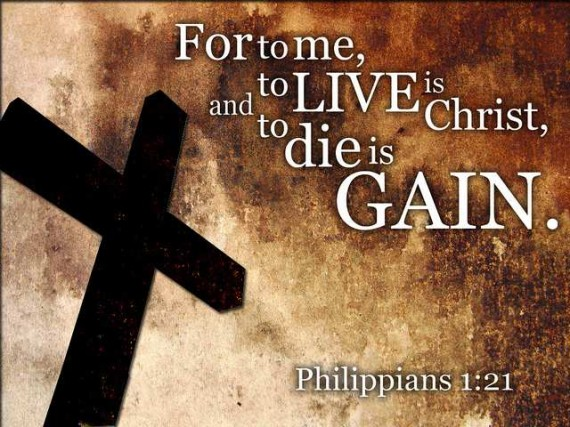 For to me,
to LIVE is Christ,
and to die is
GAIN.
Philippians 1:21